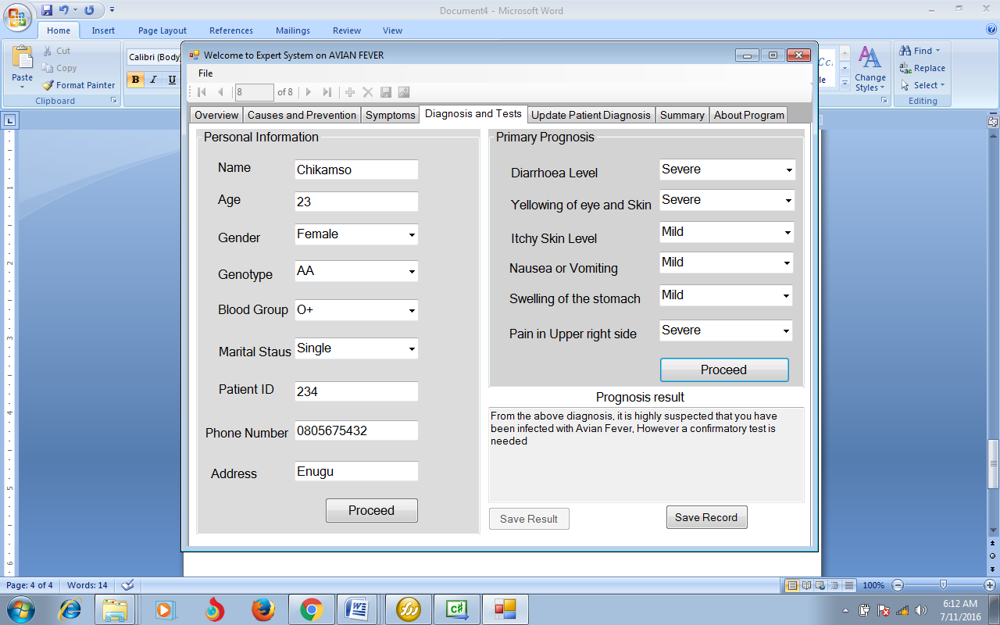 Document4 - Microsoft Word
Home Insert Page Layout References Mailings Review View
Paste
Cut
Copy
Format Painter
Clipboard
Calibri (Body)
B I U
Change
Styles
Find
Replace
Select
Editing
Welcome to Expert System on AVIAN FEVER
File
8 of 8
Overview Causes and Prevention Symptoms Diagnosis and Tests Update Patient Diagnosis Summary About Program
Personal Information
Name Chikamso
Age 23
Gender Female
Genotype AA
Blood Group O+
Marital Staus Single
Patient ID 234
Phone Number 0805675432
Address Enugu
Proceed
Primary Prognosis
Diarrhoea Level Severe
Yellowing of eye and Skin Severe
Itchy Skin Level Mild
Nausea or Vomiting Mild
Swelling of the stomach Mild
Pain in Upper right side Severe
Proceed
Prognosis result
From the above diagnosis, it is highly suspected that you have
been infected with Avian Fever, However a confirmatory test is
needed
Save Result Save Record
1
2
3
4
5
6
Page: 4 of 4 Words: 14
100%
6:12 AM
7/11/2016